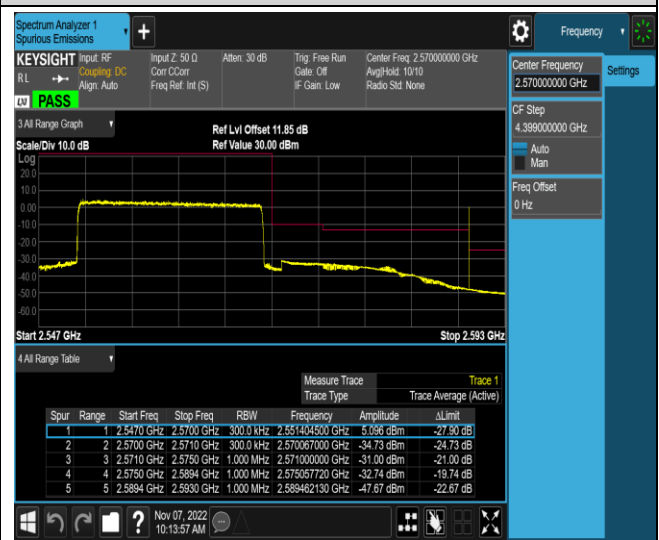 Spectrum Analyzer 1
Spurious Emissions
+
Frequency
KEYSIGHT Input: RF Input Z: 50 Ω Atten: 30 dB Trig: Free Run Center Freq: 2.570000000 GHz
RL Coupling: DC Corr CCorr Gate: Off Avg|Hold: 10/10
Align: Auto Freq Ref: Int (S) IF Gain: Low Radio Std: None
LXI PASS
Center Frequency
2.570000000 GHz
Settings
CF Step
4.399000000 GHz
Auto
Man
Freq Offset
0 Hz
3 All Range Graph
Ref Lvl Offset 11.85 dB
Scale/Div 10.0 dB Ref Value 30.00 dBm
Log
20.0
10.0
0.00
-10.0
-20.0
-30.0
-40.0
-50.0
-60.0
Start 2.547 GHz Stop 2.593 GHz
4 All Range Table
Measure Trace Trace 1
Trace Type Trace Average (Active)
Spur Range Start Freq Stop Freq RBW Frequency Amplitude ΔLimit
1 1 2.5470 GHz 2.5700 GHz 300.0 kHz 2.551404500 GHz 5.096 dBm -27.90 dB
2 2 2.5700 GHz 2.5710 GHz 300.0 kHz 2.570067000 GHz -34.73 dBm -24.73 dB
3 3 2.5710 GHz 2.5750 GHz 1.000 MHz 2.571000000 GHz -31.00 dBm -21.00 dB
4 4 2.5750 GHz 2.5894 GHz 1.000 MHz 2.575057720 GHz -32.74 dBm -19.74 dB
5 5 2.5894 GHz 2.5930 GHz 1.000 MHz 2.589462130 GHz -47.67 dBm -22.67 dB
?
Nov 07, 2022
10:13:57 AM